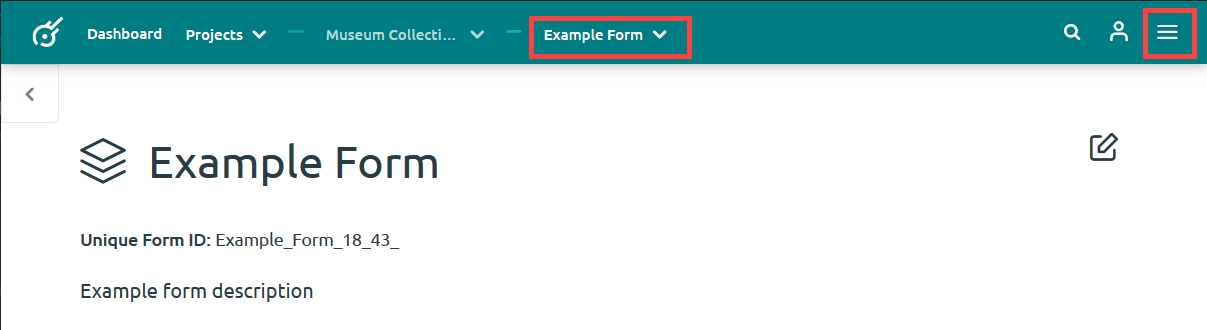 Dashboard Projects Museum Collecti... Example Form
Example Form
Unique Form ID: Example_Form_18_43_
Example form description